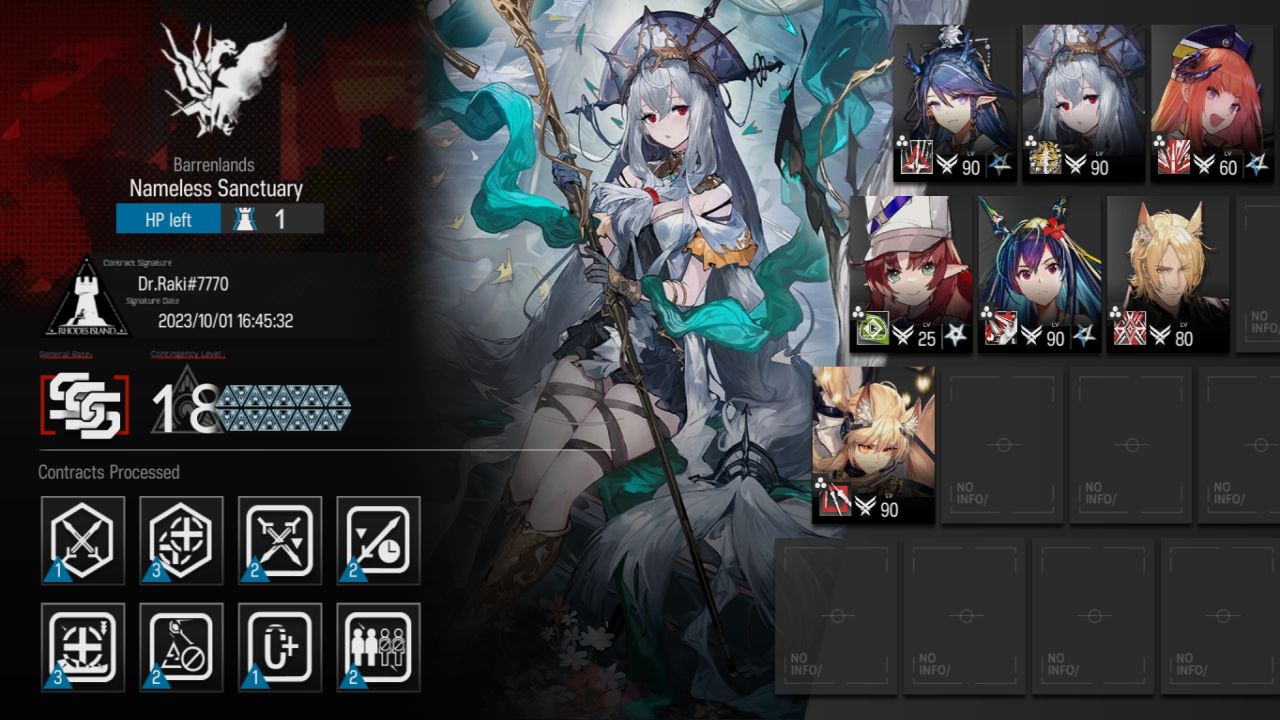 Barrenlands
Nameless Sanctuary
HP left 1
Contract Signature
Dr.Raki#7770
Signature Date
2023/10/01 16:45:32
RHODES ISLAND
General Rate:
Contingency Level:
SSS
18
Contracts Processed
1 3 2 2
3 2 1 2
LV 90
LV 90
LV 60
LV 25
LV 90
LV 80
NO
INFO/
LV 90
NO
INFO/
NO
INFO/
NO
INFO/
NO
INFO/
NO
INFO/
NO
INFO/
NO
INFO/